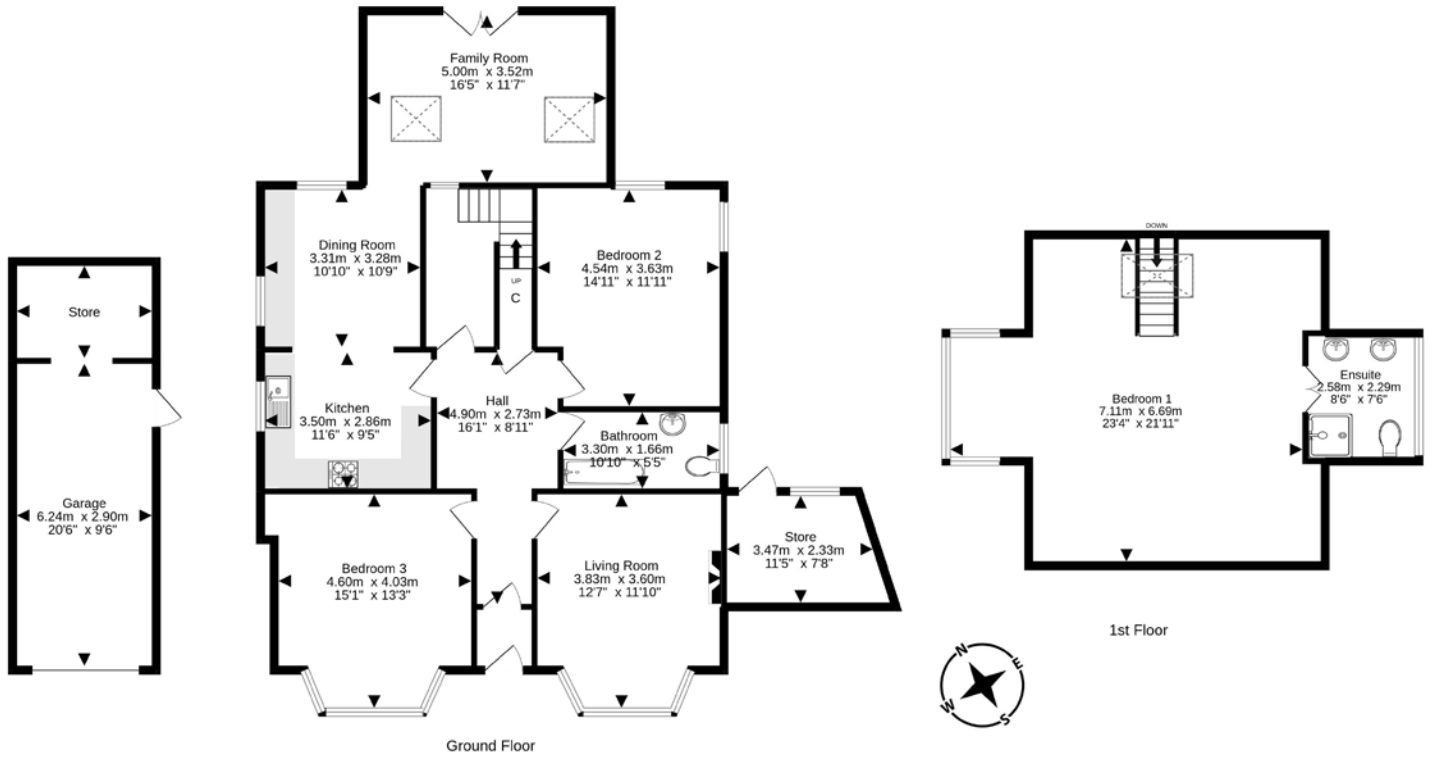 Family Room
5.00m x 3.52m
16'5" x 11'7"
Dining Room
3.31m x 3.28m
10'10" x 10'9"
Bedroom 2
4.54m x 3.63m
14'11" x 11'11"
UP
C
Store
Kitchen
3.50m x 2.86m
11'6" x 9'5"
Hall
4.90m x 2.73m
16'1" x 8'11"
Bathroom
3.30m x 1.66m
10'10" x 5'5"
Garage
6.24m x 2.90m
20'6" x 9'6"
Bedroom 3
4.60m x 4.03m
15'1" x 13'3"
Living Room
3.83m x 3.60m
12'7" x 11'10"
Store
3.47m x 2.33m
11'5" x 7'8"
Ground Floor
DOWN
Bedroom 1
7.11m x 6.69m
23'4" x 21'11"
Ensuite
2.58m x 2.29m
8'6" x 7'6"
1st Floor
N
E
W
S